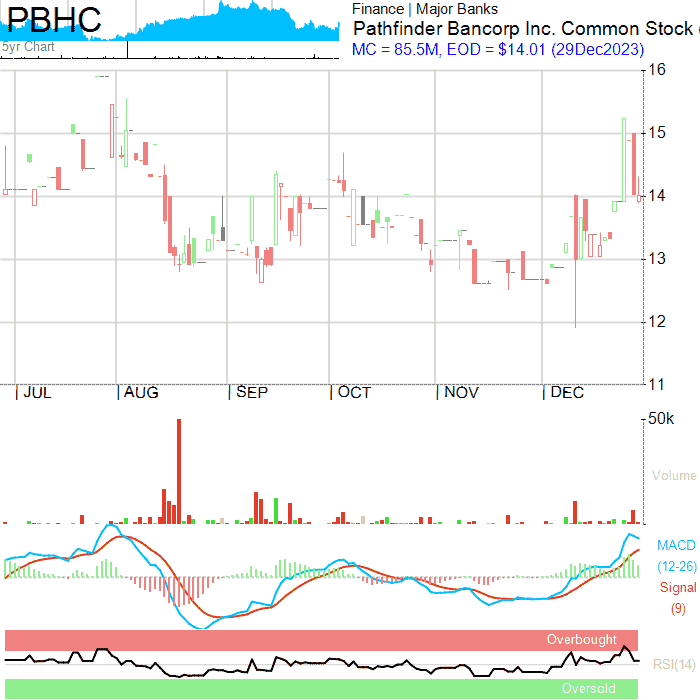 PBHC
5yr Chart
Finance | Major Banks
Pathfinder Bancorp Inc. Common Stock (
MC = 85.5M, EOD = $14.01 (29Dec2023)
16
15
14
13
12
11
JUL AUG SEP OCT NOV DEC
50k
Volume
MACD
(12-26)
Signal
(9)
Overbought
RSI(14)
Oversold